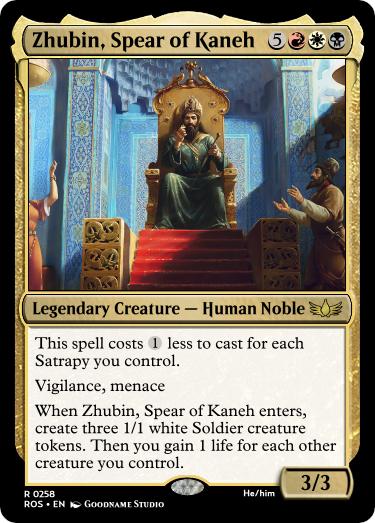 Zhubin, Spear of Kaneh 5
Legendary Creature — Human Noble
This spell costs 1 less to cast for each
Satrapy you control.
Vigilance, menace
When Zhubin, Spear of Kaneh enters,
create three 1/1 white Soldier creature
tokens. Then you gain 1 life for each other
creature you control.
3/3
R 0258
ROS • EN Goodname Studio
He/him